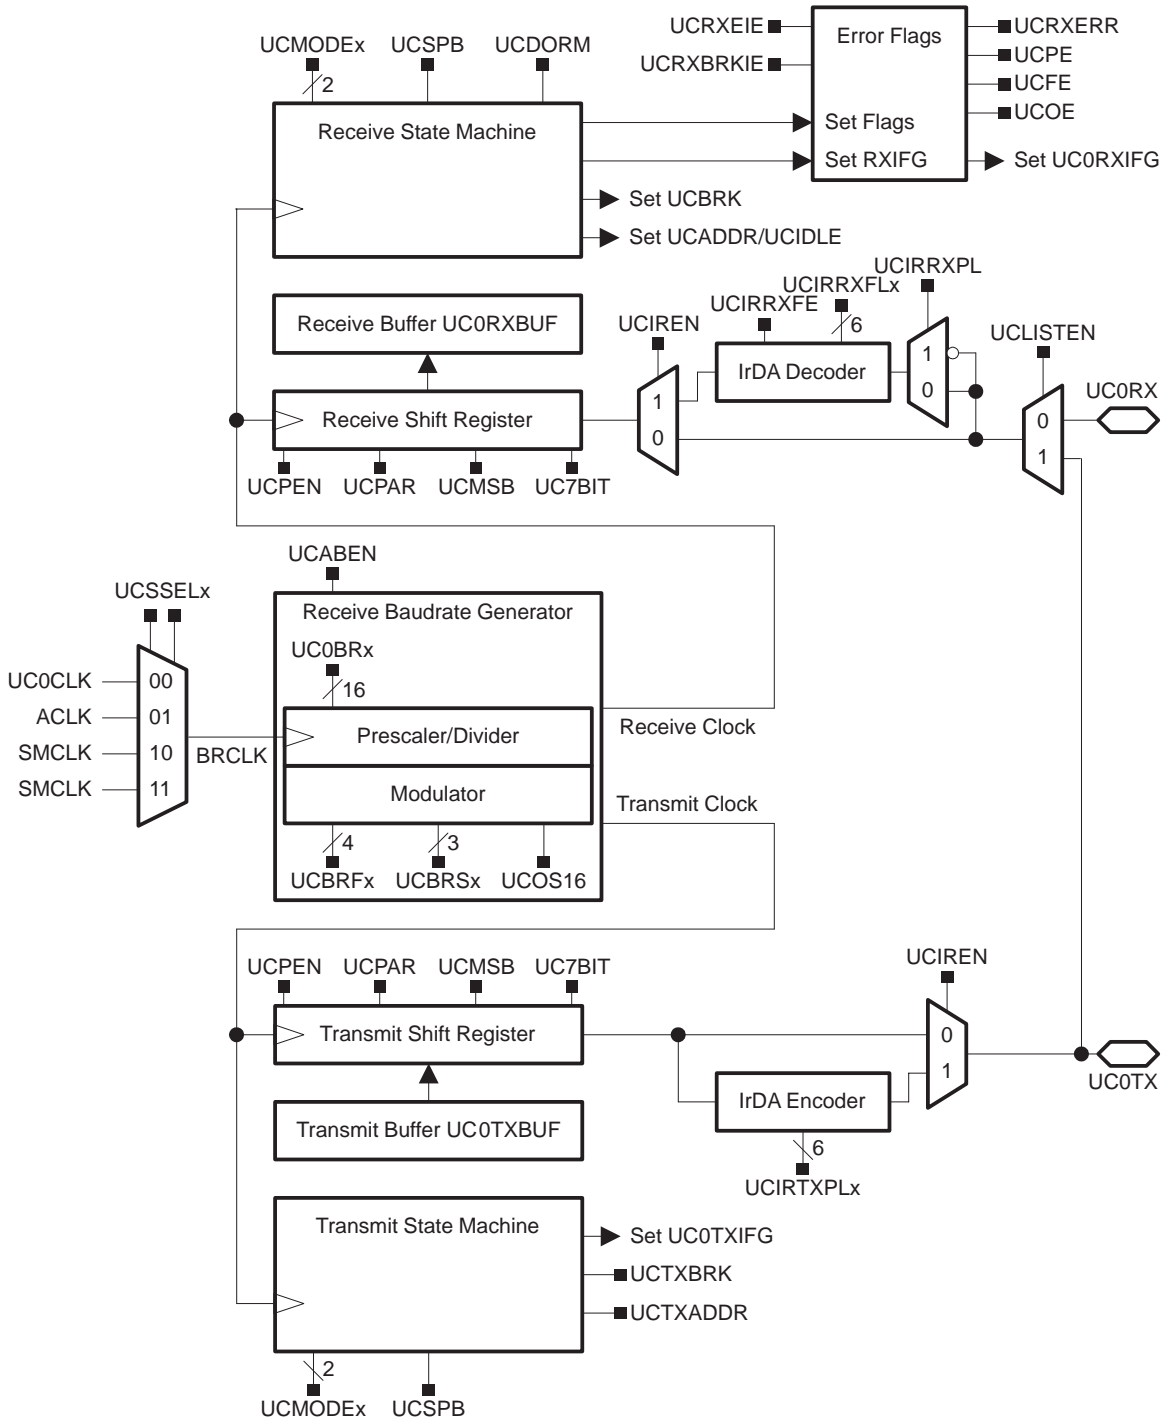 UCMODEx
UCSPB
UCDORM
2
Receive State Machine
UCRXEIE
UCRXBRKIE
Error Flags
Set Flags
Set RXIFG
UCRXERR
UCPE
UCFE
UCOE
Set UC0RXIFG
Set UCBRK
Set UCADDR/UCIDLE
Receive Buffer UC0RXBUF
Receive Shift Register
UCPEN
UCPAR
UCMSB
UC7BIT
UCIREN
1
0
UCIRRXFE
UCIRRXFLx
6
IrDA Decoder
UCIRRXPL
1
0
UCLISTEN
0
1
UC0RX
UCABEN
Receive Baudrate Generator
UC0BRx
16
Prescaler/Divider
Modulator
4
3
UCBRFx
UCBRSx
UCOS16
UCSSELx
UC0CLK
00
ACLK
01
SMCLK
10
SMCLK
11
BRCLK
Receive Clock
Transmit Clock
UCPEN
UCPAR
UCMSB
UC7BIT
Transmit Shift Register
Transmit Buffer UC0TXBUF
UCIREN
0
1
IrDA Encoder
6
UCIRTXPLx
UC0TX
Transmit State Machine
Set UC0TXIFG
UCTXBRK
UCTXADDR
2
UCMODEx
UCSPB